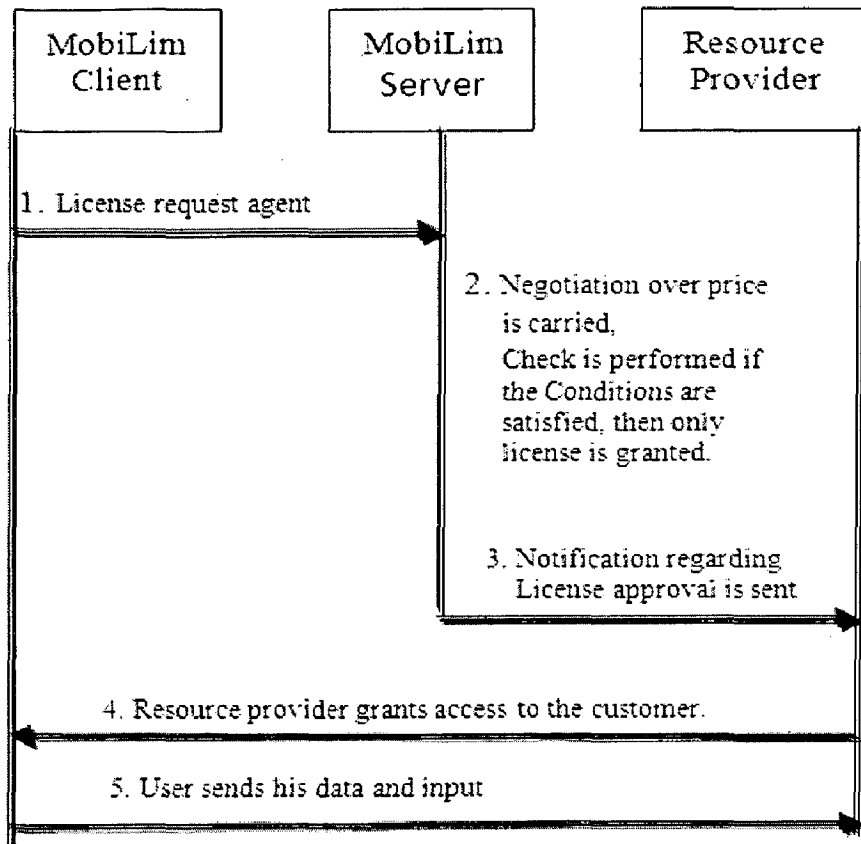 MobiLim
Client
MobiLim
Server
Resource
Provider
1. License request agent
2. Negotiation over price
is carried,
Check is performed if
the Conditions are
satisfied, then only
license is granted.
3. Notification regarding
License approval is sent
4. Resource provider grants access to the customer.
5. User sends his data and input